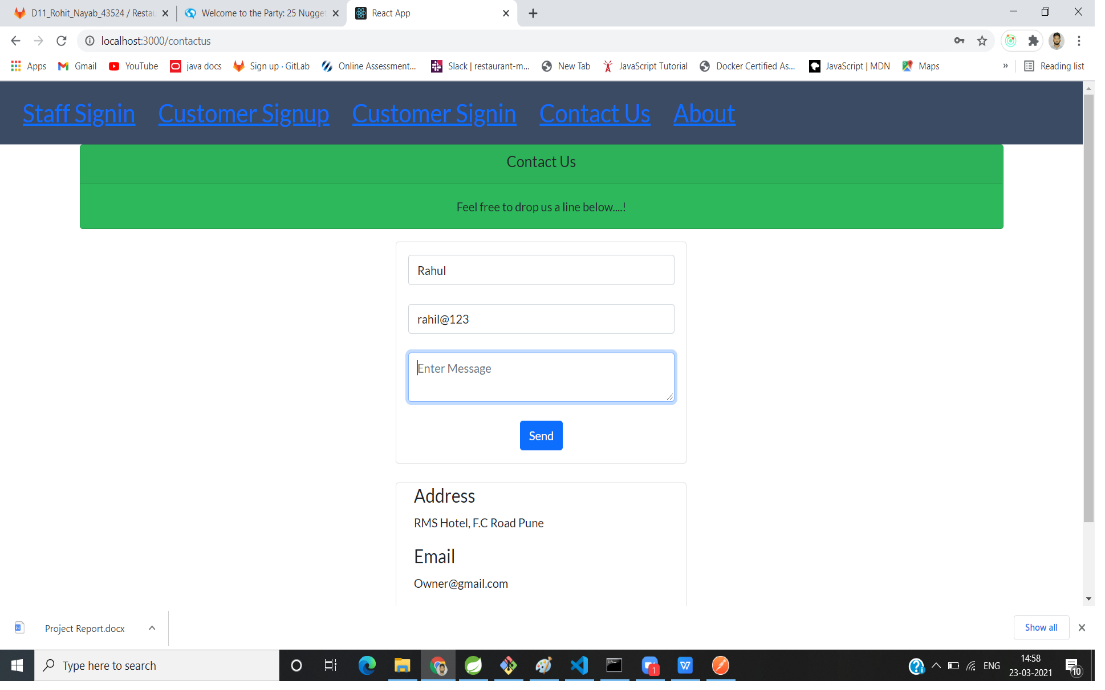 D11_Rohit_Nayab_43524 / Resta
Welcome to the Party: 25 Nugge
React App
localhost:3000/contactus
Apps Gmail YouTube java docs Sign up · GitLab Online Assessment... Slack | restaurant-m... New Tab JavaScript Tutorial Docker Certified As... JavaScript | MDN Maps » Reading list
Staff Signin Customer Signup Customer Signin Contact Us About
Contact Us
Feel free to drop us a line below....!
Rahul
rahil@123
Enter Message
Send
Address
RMS Hotel, F.C Road Pune
Email
Owner@gmail.com
Project Report.docx
Show all
Type here to search
ENG
14:58
23-03-2021
10